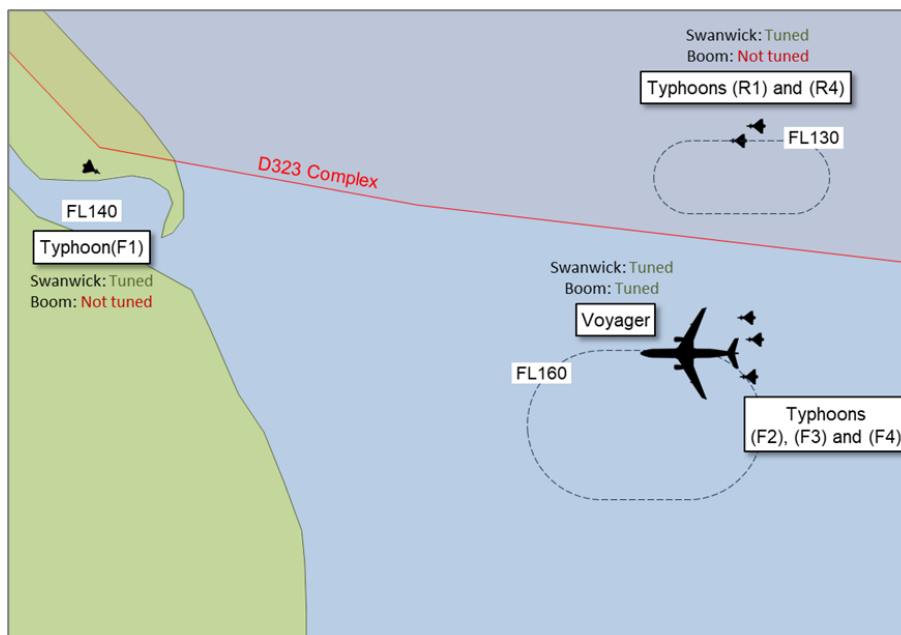 Swanwick: Tuned
Boom: Not tuned
Typhoons (R1) and (R4)
FL130
D323 Complex
FL140
Typhoon(F1)
Swanwick: Tuned
Boom: Not tuned
Swanwick: Tuned
Boom: Tuned
Voyager
FL160
Typhoons
(F2), (F3) and (F4)